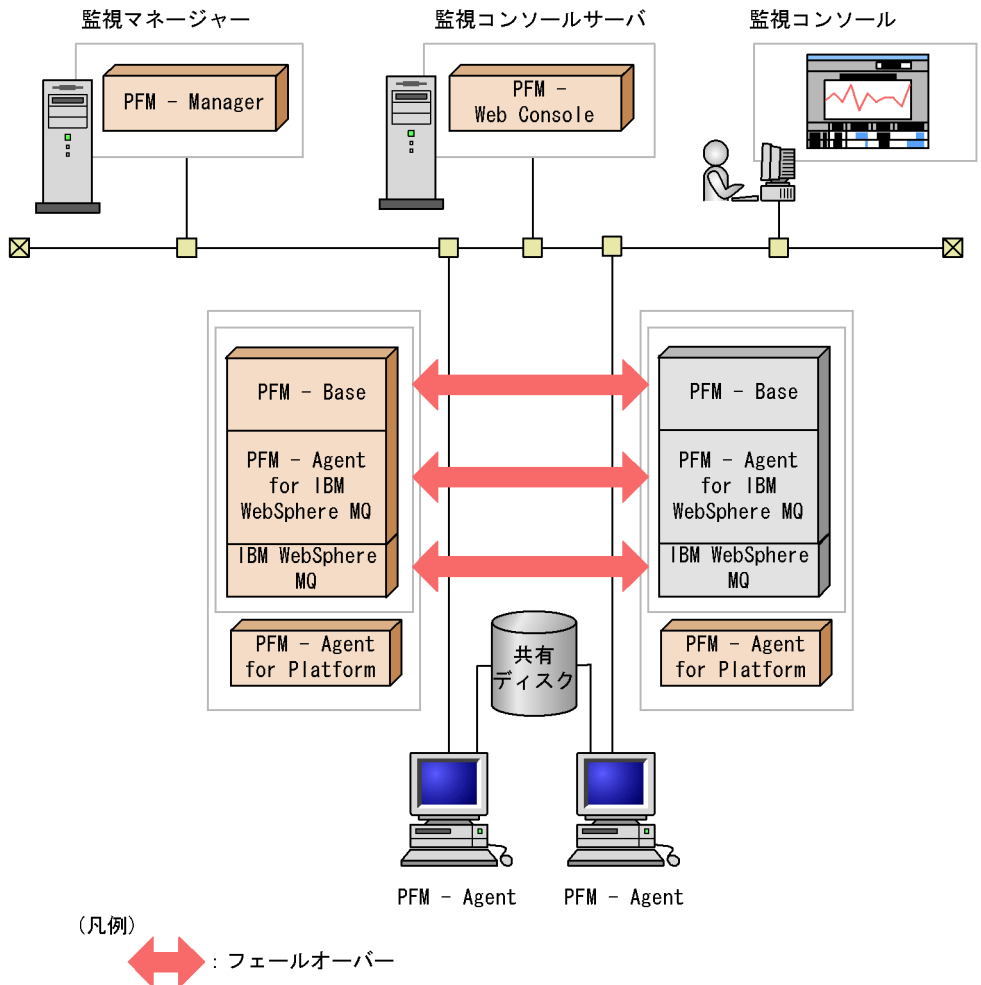 監視マネージャー
監視コンソールサーバ
監視コンソール
PFM - Manager
PFM -
Web Console
PFM - Base
PFM - Agent
for IBM
WebSphere MQ
IBM WebSphere
MQ
PFM - Agent
for Platform
PFM - Base
PFM - Agent
for IBM
WebSphere MQ
IBM WebSphere
MQ
PFM - Agent
for Platform
共有
ディスク
PFM - Agent
PFM - Agent
(凡例)
: フェールオーバー